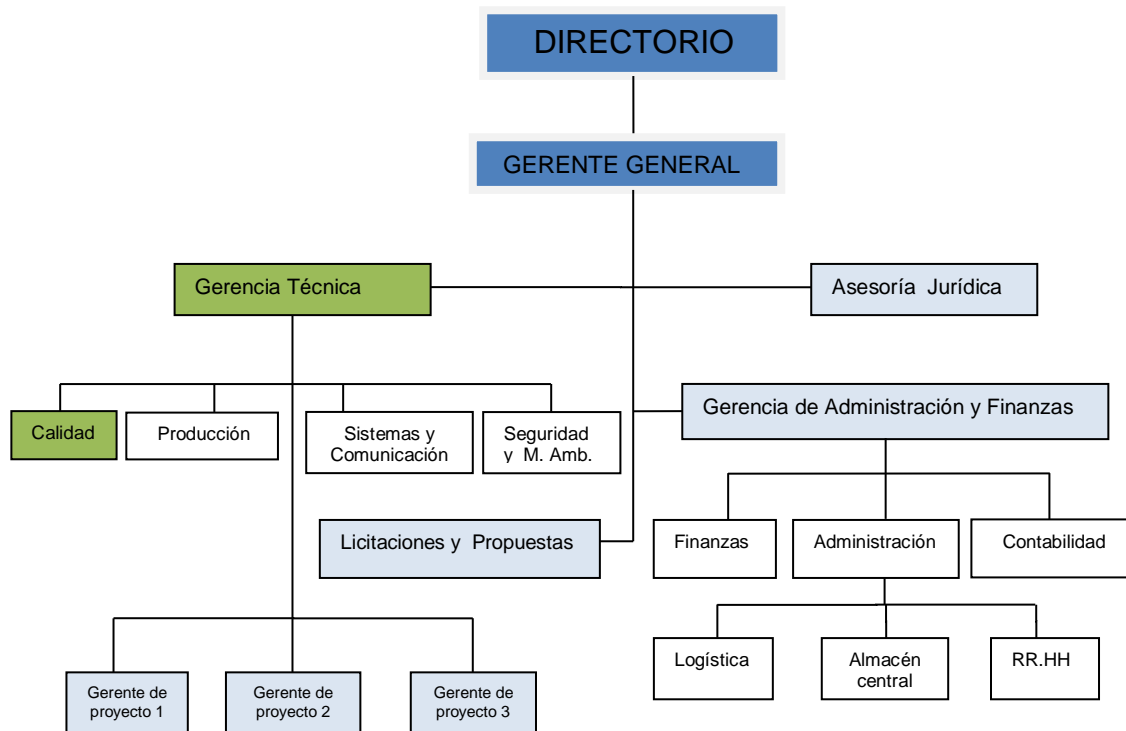 DIRECTORIO
GERENTE GENERAL
Gerencia Técnica
Asesoría Jurídica
Gerencia de Administración y Finanzas
Calidad
Producción
Sistemas y
Comunicación
Seguridad
y M. Amb.
Licitaciones y Propuestas
Finanzas
Administración
Contabilidad
Logística
Almacén
central
RR.HH
Gerente de
proyecto 1
Gerente de
proyecto 2
Gerente de
proyecto 3